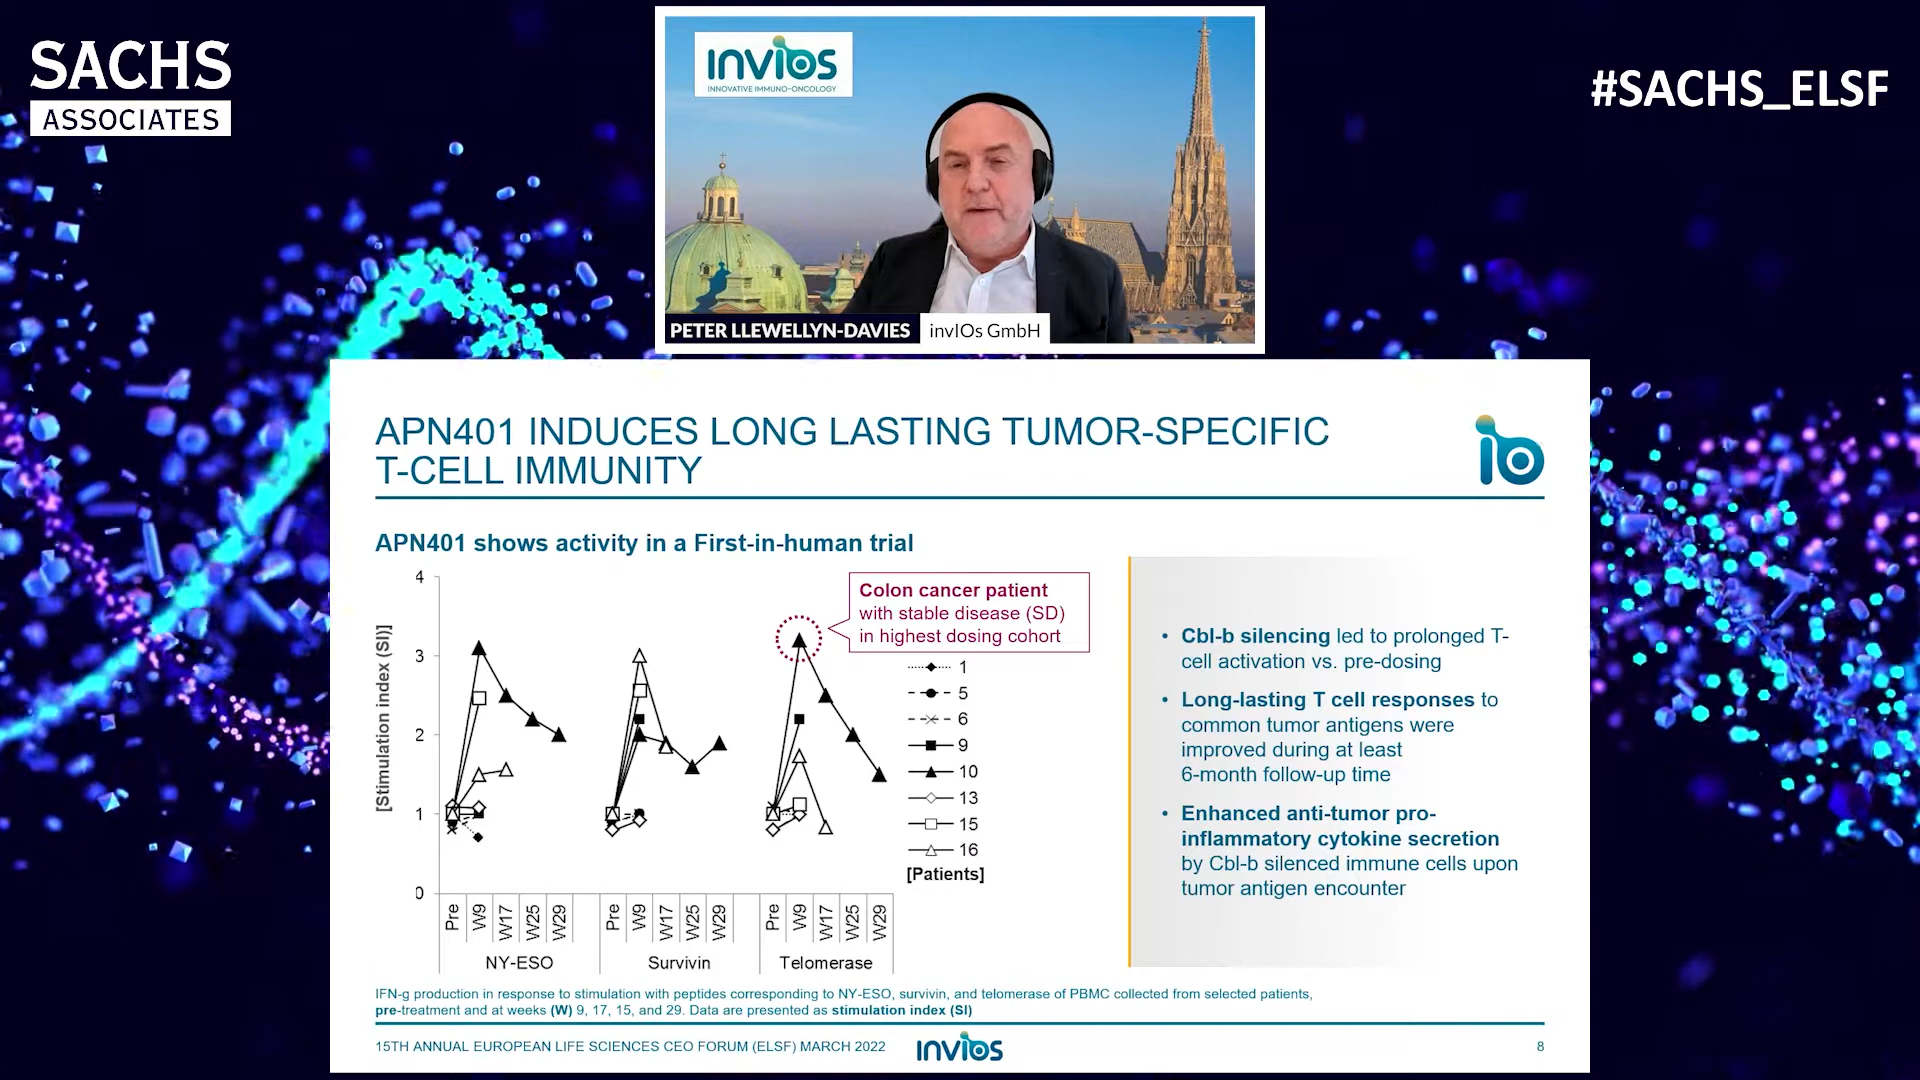 SACHS
ASSOCIATES
#SACHS_ELSF
INVIOS
INNOVATIVE IMMUNO-ONCOLOGY
PETER LLEWELLYN-DAVIES
invIOs GmbH
APN401 INDUCES LONG LASTING TUMOR-SPECIFIC
T-CELL IMMUNITY
io
APN401 shows activity in a First-in-human trial
[Stimulation index (SI)]
4
3
2
1
0
Colon cancer patient
with stable disease (SD)
in highest dosing cohort
1
5
6
9
10
13
15
16
[Patients]
Pre W9 W17 W25 W29
Pre W9 W17 W25 W29
Pre W9 W17 W25 W29
NY-ESO
Survivin
Telomerase
• Cbl-b silencing led to prolonged T-
cell activation vs. pre-dosing
• Long-lasting T cell responses to
common tumor antigens were
improved during at least
6-month follow-up time
• Enhanced anti-tumor pro-
inflammatory cytokine secretion
by Cbl-b silenced immune cells upon
tumor antigen encounter
IFN-g production in response to stimulation with peptides corresponding to NY-ESO, survivin, and telomerase of PBMC collected from selected patients,
pre-treatment and at weeks (W) 9, 17, 15, and 29. Data are presented as stimulation index (SI)
15TH ANNUAL EUROPEAN LIFE SCIENCES CEO FORUM (ELSF) MARCH 2022
INVIOS
8